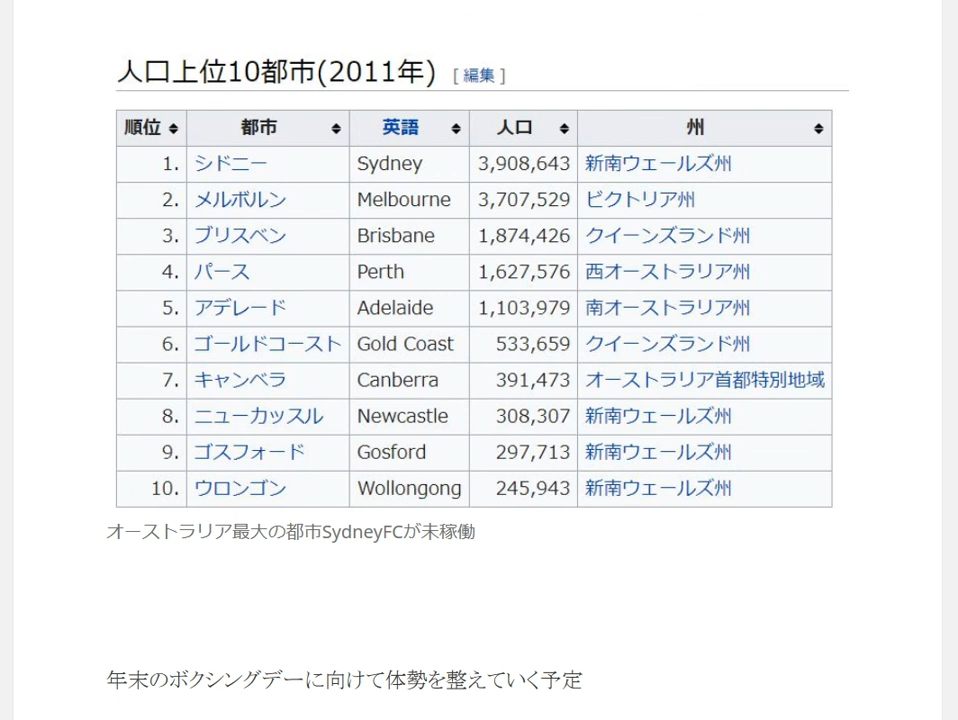 人口上位10都市(2011年) [ 編集 ]
順位 都市 英語 人口 州
1. シドニー Sydney 3,908,643 新南ウェールズ州
2. メルボルン Melbourne 3,707,529 ビクトリア州
3. ブリスベン Brisbane 1,874,426 クイーンズランド州
4. パース Perth 1,627,576 西オーストラリア州
5. アデレード Adelaide 1,103,979 南オーストラリア州
6. ゴールドコースト Gold Coast 533,659 クイーンズランド州
7. キャンベラ Canberra 391,473 オーストラリア首都特別地域
8. ニューカッスル Newcastle 308,307 新南ウェールズ州
9. ゴスフォード Gosford 297,713 新南ウェールズ州
10. ウロンゴン Wollongong 245,943 新南ウェールズ州
オーストラリア最大の都市SydneyFCが未稼働
年末のボクシングデーに向けて体勢を整えていく予定